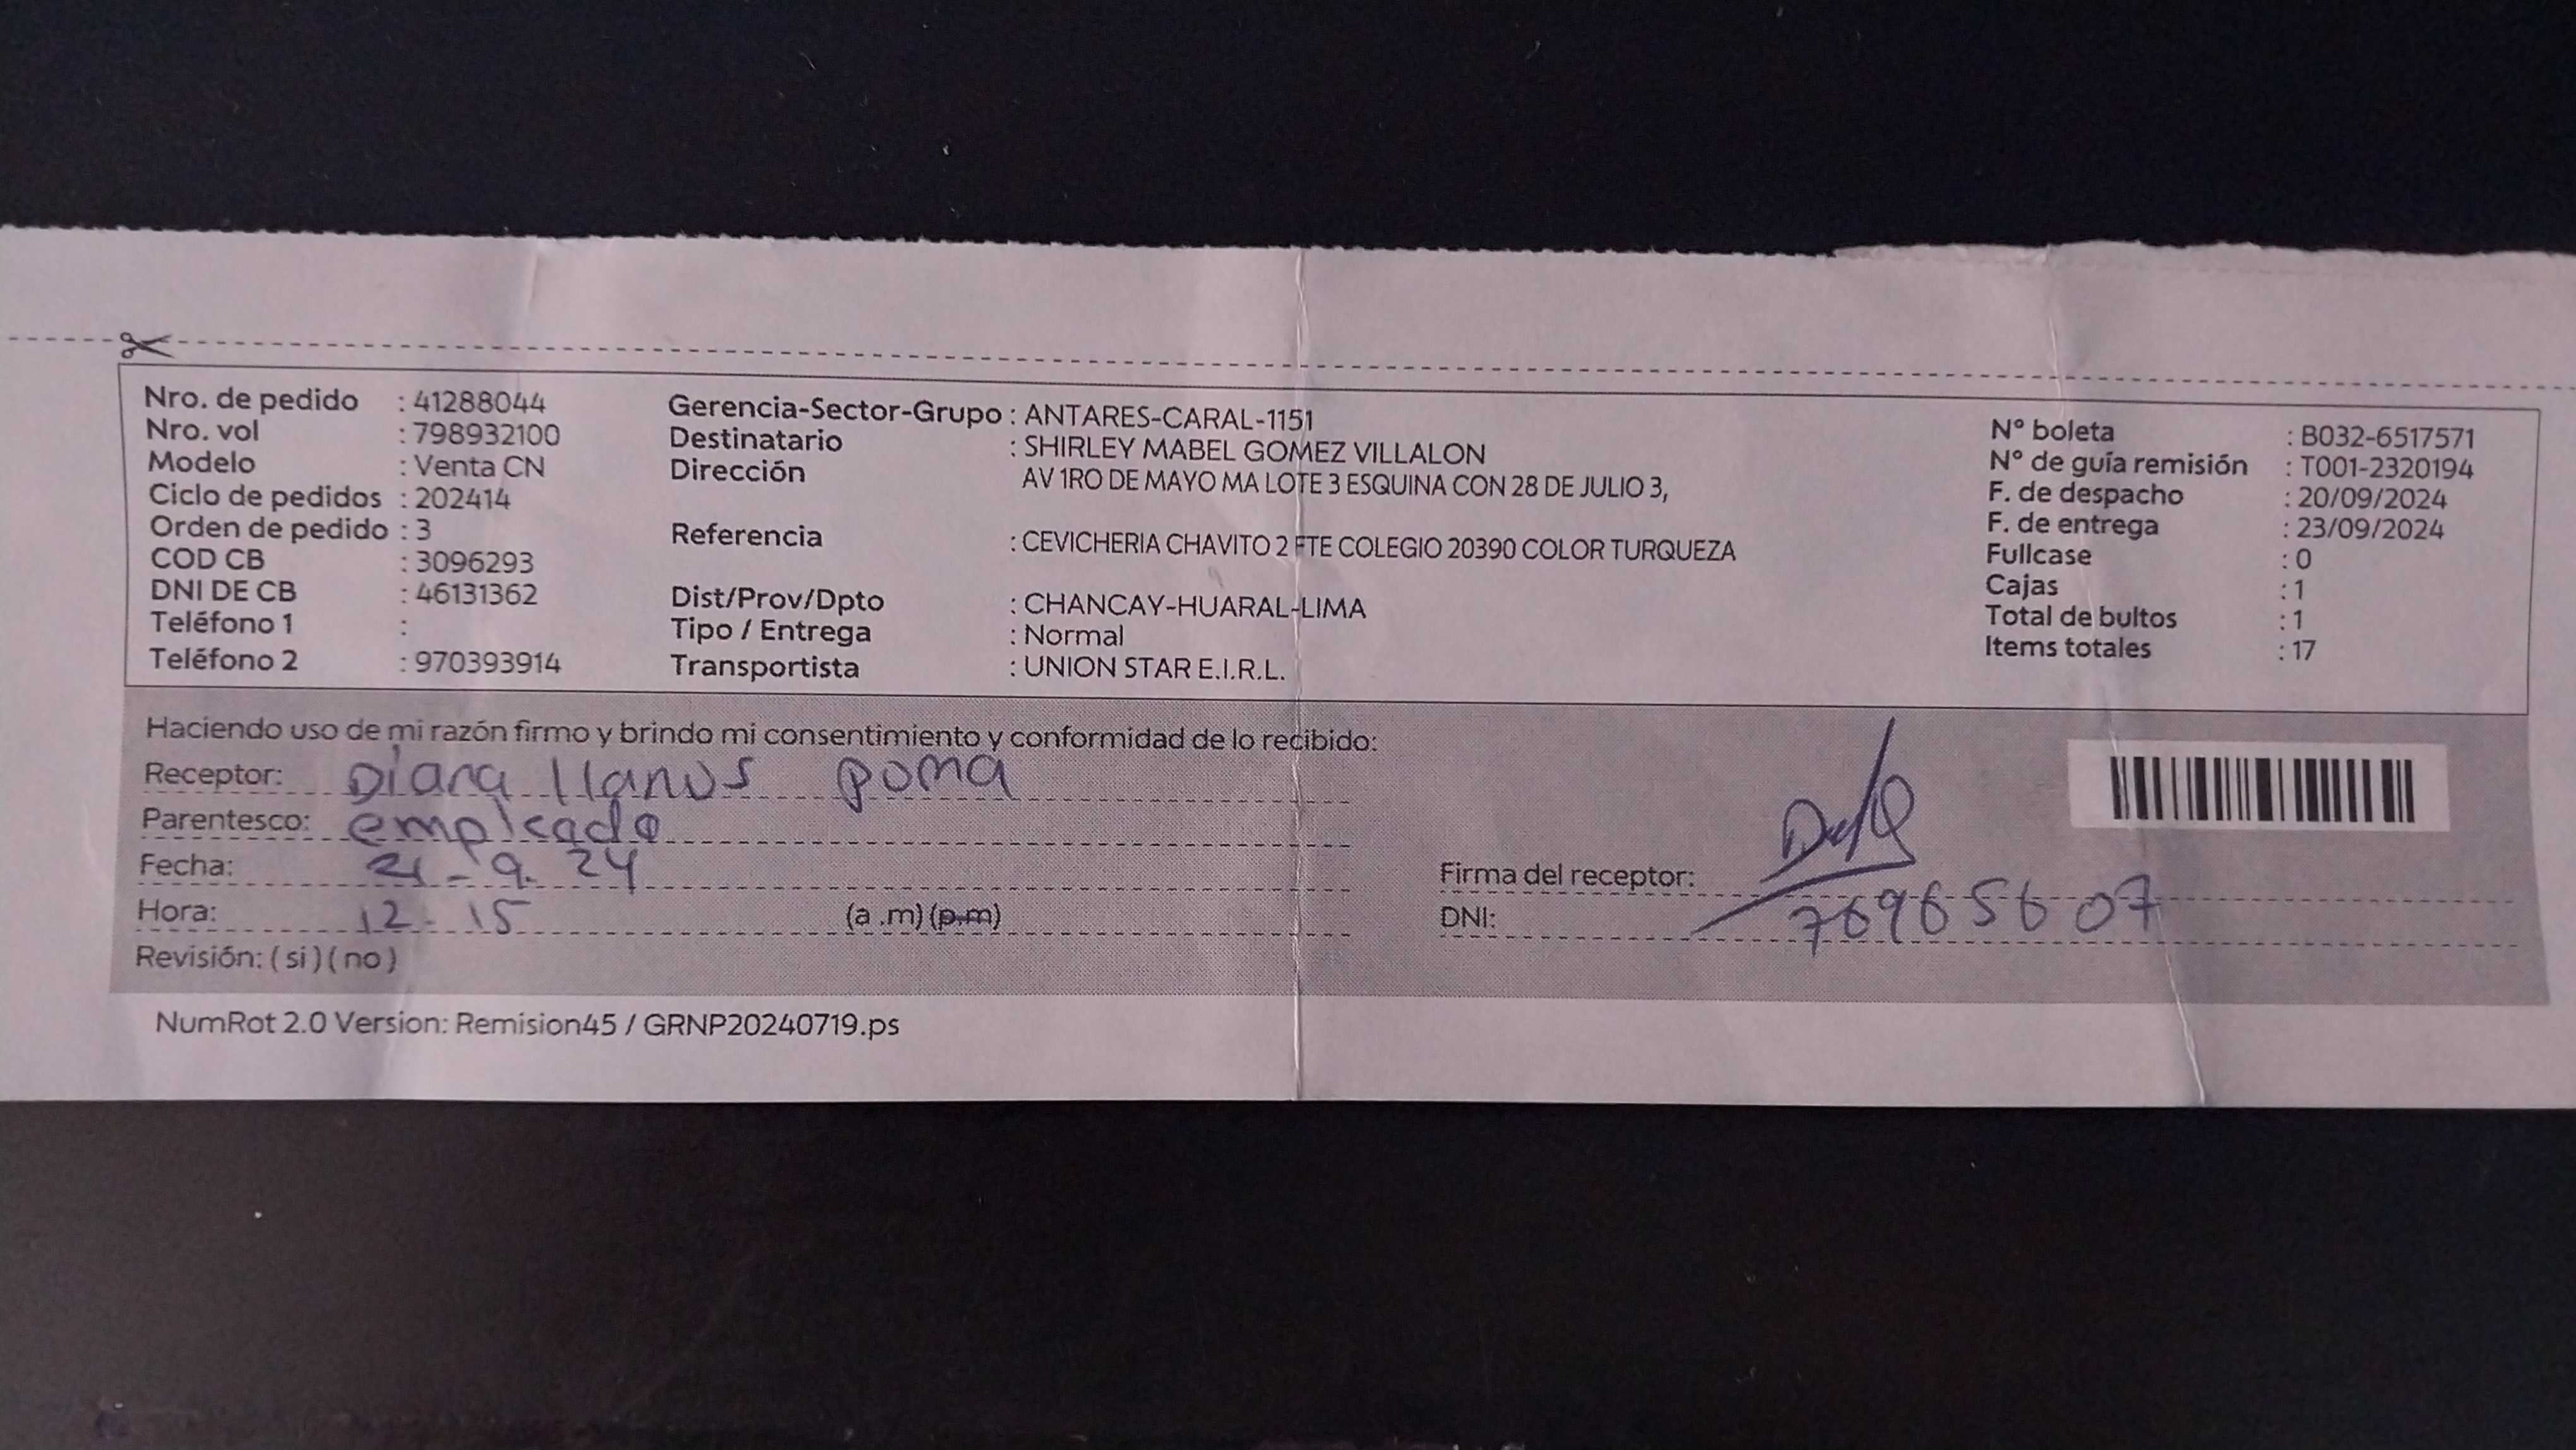 Nro. de pedido : 41288044
Nro. vol : 798932100
Modelo : Venta CN
Ciclo de pedidos : 202414
Orden de pedido : 3
COD CB : 3096293
DNI DE CB : 46131362
Teléfono 1 :
Teléfono 2 : 970393914
Gerencia-Sector-Grupo : ANTARES-CARAL-1151
Destinatario : SHIRLEY MABEL GOMEZ VILLALON
Dirección AV 1RO DE MAYO MA LOTE 3 ESQUINA CON 28 DE JULIO 3,
Referencia : CEVICHERIA CHAVITO 2 FTE COLEGIO 20390 COLOR TURQUEZA
Dist/Prov/Dpto : CHANCAY-HUARAL-LIMA
Tipo / Entrega : Normal
Transportista : UNION STAR E.I.R.L.
N° boleta : B032-6517571
N° de guía remisión : T001-2320194
F. de despacho : 20/09/2024
F. de entrega : 23/09/2024
Fullcase : 0
Cajas : 1
Total de bultos : 1
Items totales : 17
Haciendo uso de mi razón firmo y brindo mi consentimiento y conformidad de lo recibido:
Receptor: Diana llanos poma
Parentesco: empleado
Fecha: 21-9.24
Hora: 12-15 (a .m) (p.m)
Revisión: ( si ) ( no )
Firma del receptor:
DNI: 76965607
NumRot 2.0 Version: Remision45 / GRNP20240719.ps